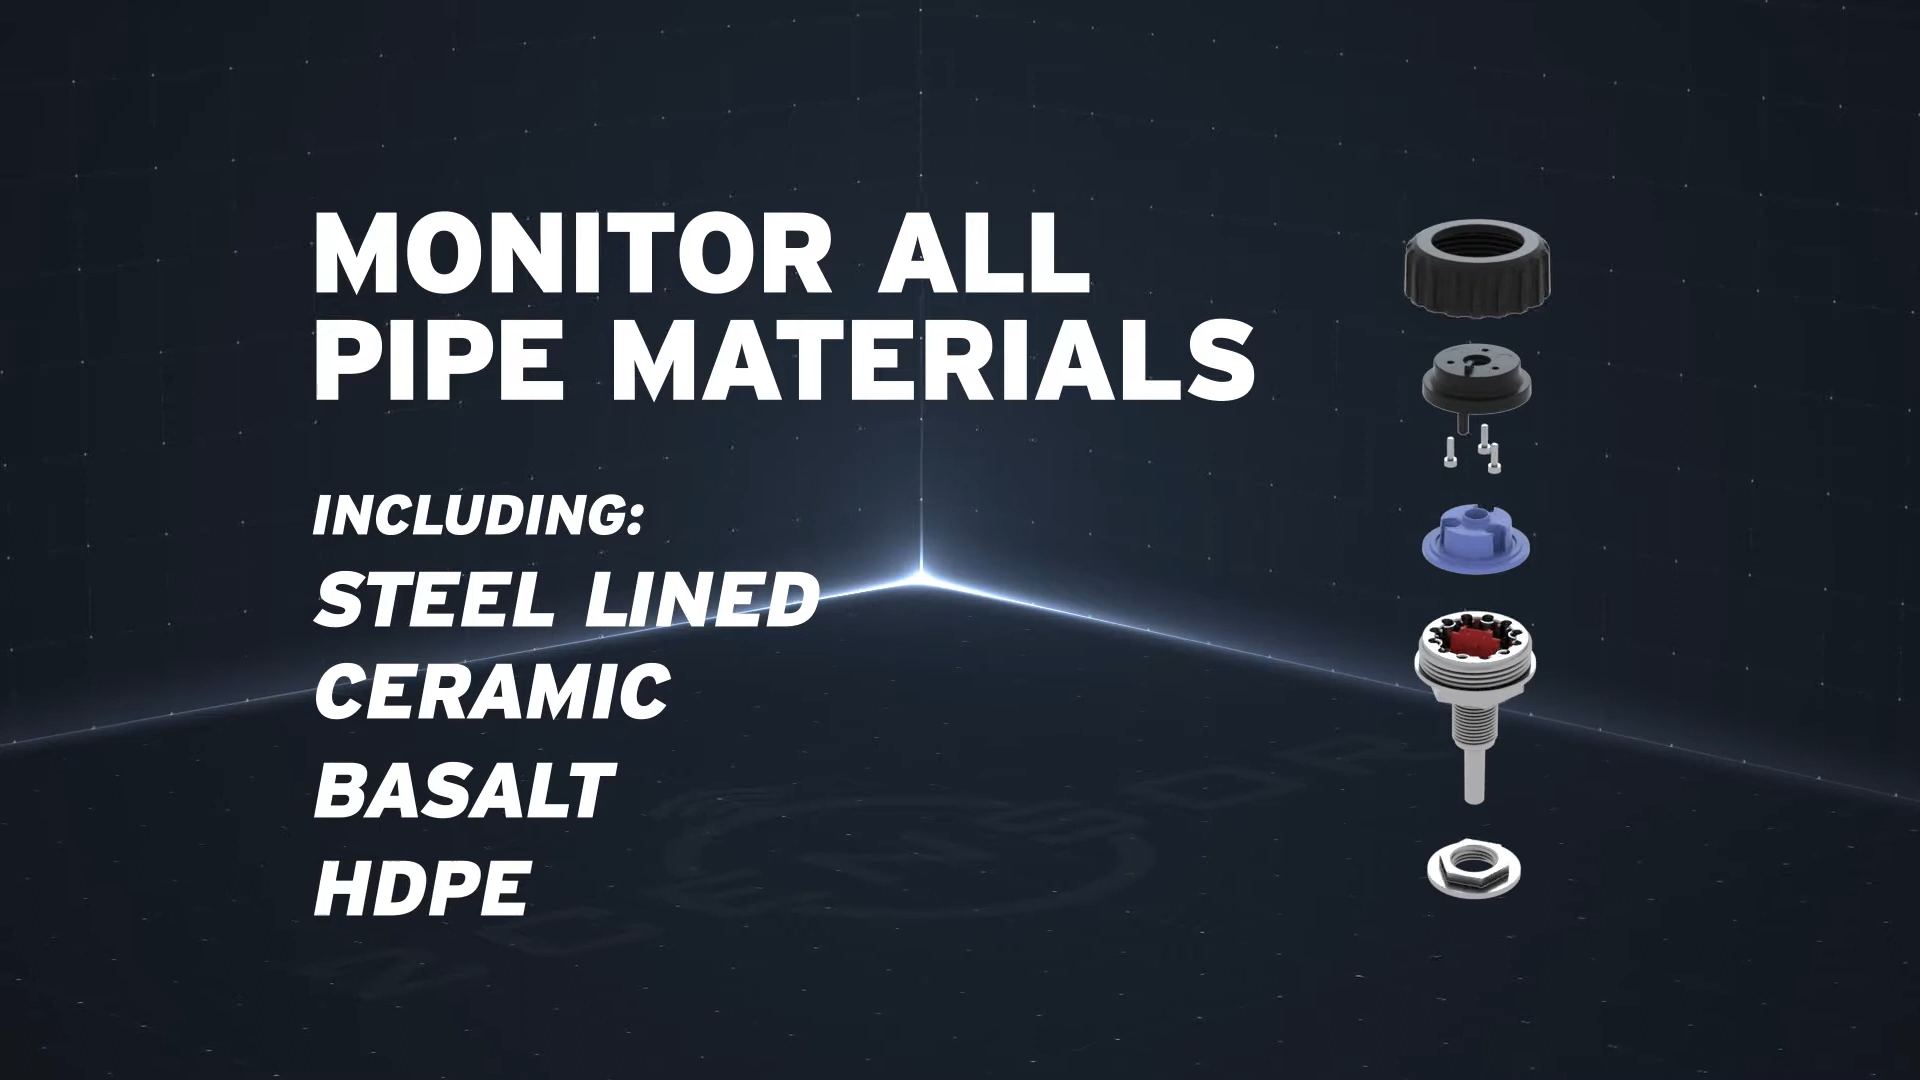 MONITOR ALL
PIPE MATERIALS
INCLUDING:
STEEL LINED
CERAMIC
BASALT
HDPE